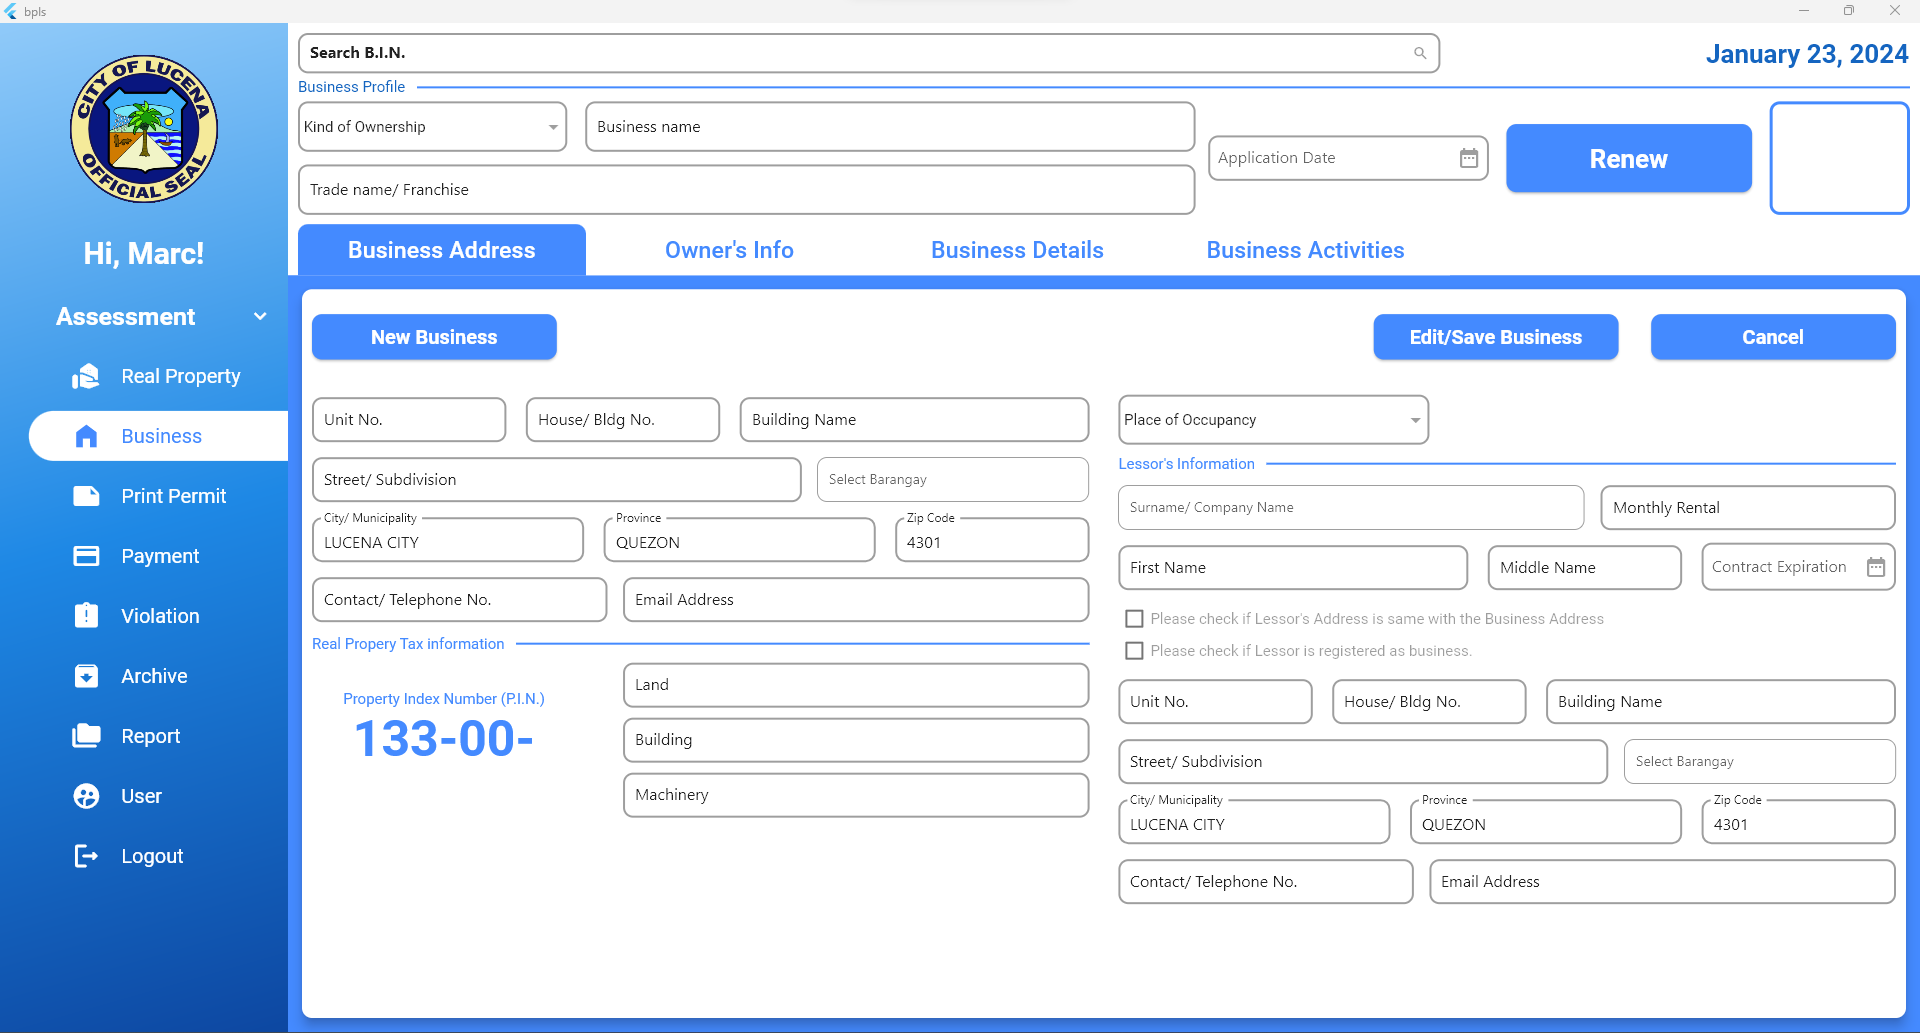 bpls
CITY OF LUCENA
OFFICIAL SEAL
Hi, Marc!
Assessment
Real Property
Business
Print Permit
Payment
Violation
Archive
Report
User
Logout
Search B.I.N.
January 23, 2024
Business Profile
Kind of Ownership
Business name
Trade name/ Franchise
Application Date
Renew
Business Address
Owner's Info
Business Details
Business Activities
New Business
Edit/Save Business
Cancel
Unit No.
House/ Bldg No.
Building Name
Street/ Subdivision
Select Barangay
City/ Municipality
LUCENA CITY
Province
QUEZON
Zip Code
4301
Contact/ Telephone No.
Email Address
Real Propery Tax information
Property Index Number (P.I.N.)
133-00-
Land
Building
Machinery
Place of Occupancy
Lessor's Information
Surname/ Company Name
Monthly Rental
First Name
Middle Name
Contract Expiration
Please check if Lessor's Address is same with the Business Address
Please check if Lessor is registered as business.
Unit No.
House/ Bldg No.
Building Name
Street/ Subdivision
Select Barangay
City/ Municipality
LUCENA CITY
Province
QUEZON
Zip Code
4301
Contact/ Telephone No.
Email Address